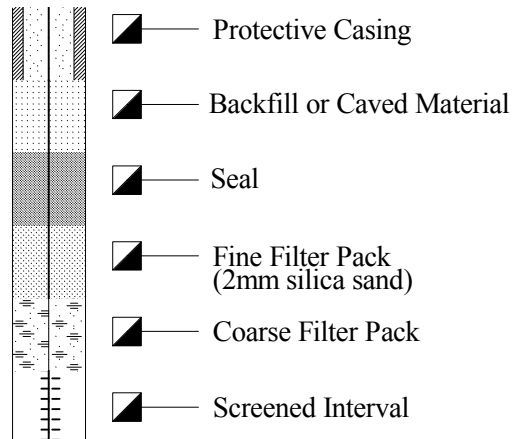 Protective Casing
Backfill or Caved Material
Seal
Fine Filter Pack
(2mm silica sand)
Coarse Filter Pack
Screened Interval